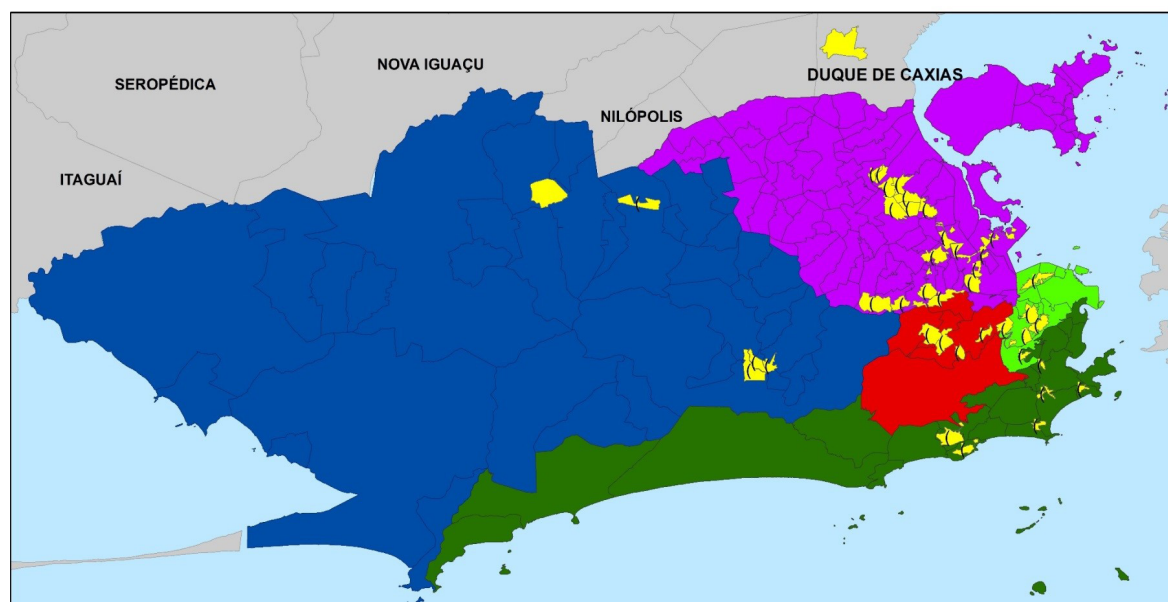 DUQUE DE CAXIAS
NOVA IGUAÇU
SEROPÉDICA
NILÓPOLIS
ITAGUAÍ